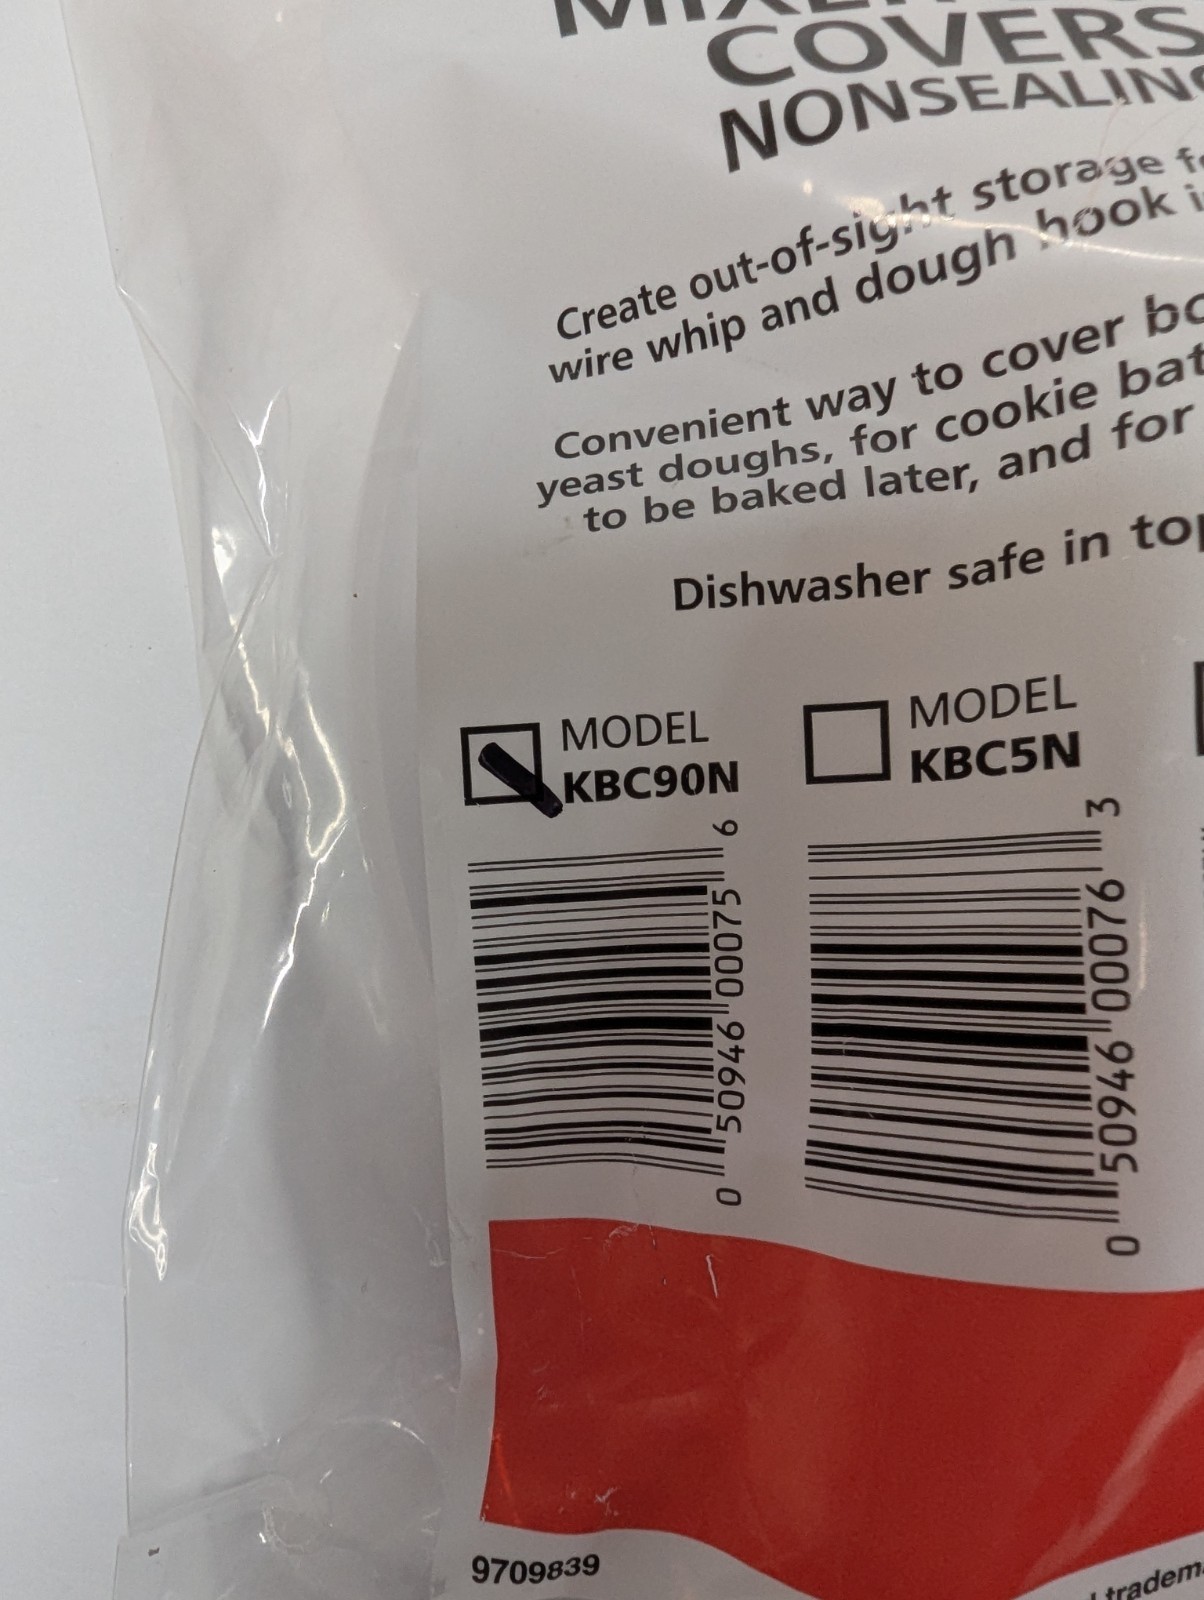 COVERS
NONSEALING
Create out-of-sight storage
wire whip and dough hook
Convenient way to cover
yeast doughs, for cookie
to be baked later, and for
Dishwasher safe in
MODEL
KBC90N
MODEL
KBC5N
0 50946 00075 6
0 50946 00076 3
9709839